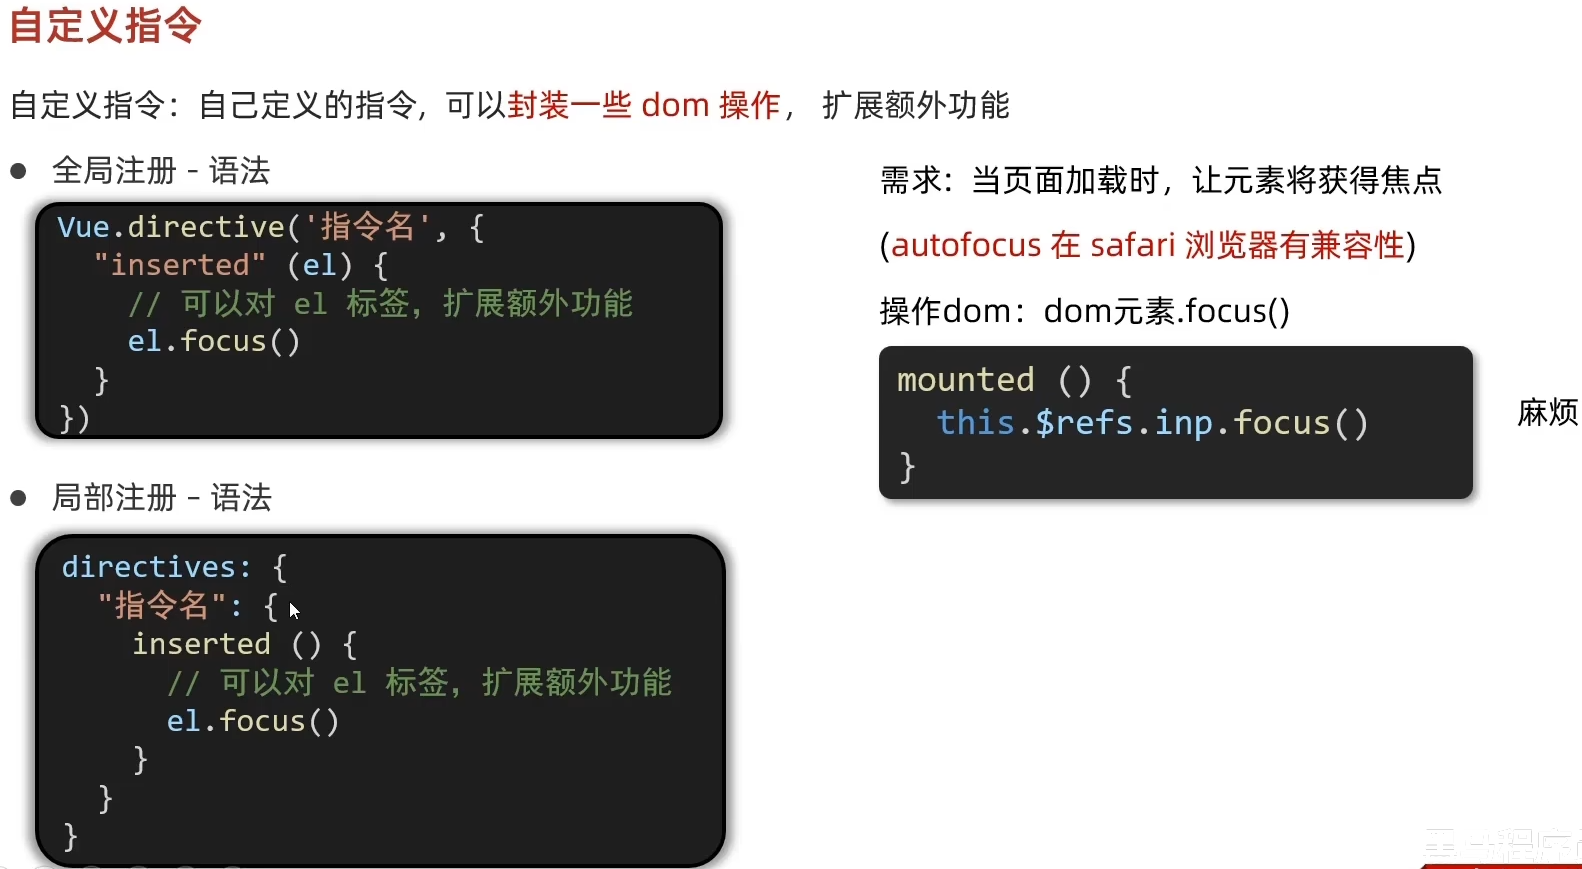 自定义指令
自定义指令：自己定义的指令，可以封装一些 dom 操作， 扩展额外功能
● 全局注册 - 语法
Vue.directive('指令名', {
  "inserted" (el) {
    // 可以对 el 标签，扩展额外功能
    el.focus()
  }
})
● 局部注册 - 语法
directives: {
  "指令名": {
    inserted () {
      // 可以对 el 标签，扩展额外功能
      el.focus()
    }
  }
}
需求：当页面加载时，让元素将获得焦点
(autofocus 在 safari 浏览器有兼容性)
操作dom：dom元素.focus()
mounted () {
  this.$refs.inp.focus()
}
麻烦